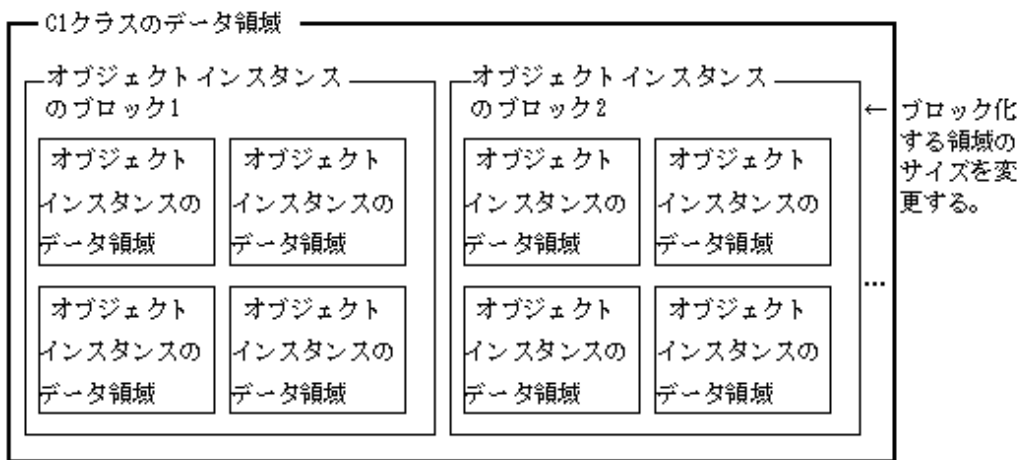 C1クラスのデータ領域
オブジェクトインスタンス
のブロック1
オブジェクト
インスタンスの
データ領域
オブジェクト
インスタンスの
データ領域
オブジェクト
インスタンスの
データ領域
オブジェクト
インスタンスの
データ領域
オブジェクトインスタンス
のブロック2
オブジェクト
インスタンスの
データ領域
オブジェクト
インスタンスの
データ領域
オブジェクト
インスタンスの
データ領域
オブジェクト
インスタンスの
データ領域
…
← ブロック化
する領域の
サイズを変
更する。